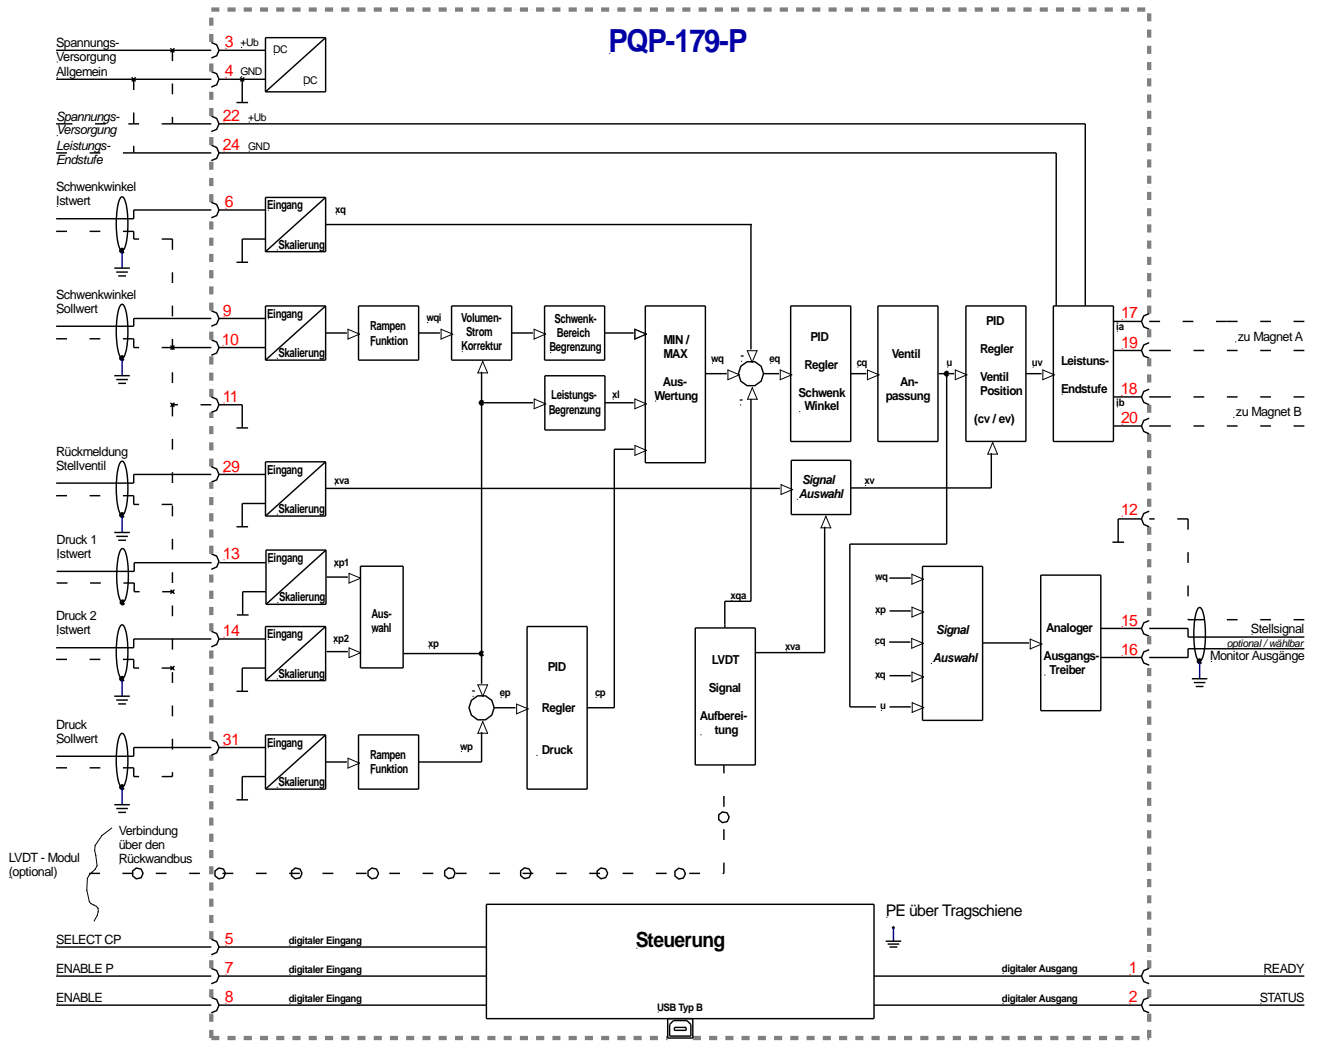 PQP-179-P
Spannungs-
Versorgung
Allgemein
3 +Ub
4 GND
DC
DC
Spannungs-
Versorgung
Leistungs-
Endstufe
22 +Ub
24 GND
Schwenkwinkel
Istwert
6
Eingang
Skalierung
xq
Schwenkwinkel
Sollwert
9
10
Eingang
Skalierung
Rampen
Funktion
wqi
Volumen-
Strom
Korrektur
Schwenk-
Bereich
Begrenzung
Leistungs-
Begrenzung
xl
MIN /
MAX
Aus-
Wertung
wq
-
-
eq
PID
Regler
Schwenk
Winkel
cq
Ventil
An-
passung
u
PID
Regler
Ventil
Position
(cv / ev)
uv
Leistuns-
Endstufe
17
ia
19
zu Magnet A
18
ib
20
zu Magnet B
11
Rückmeldung
Stellventil
29
Eingang
Skalierung
xva
Signal
Auswahl
xv
12
Druck 1
Istwert
13
Eingang
Skalierung
xp1
Druck 2
Istwert
14
Eingang
Skalierung
xp2
Aus-
wahl
xp
-
ep
wp
PID
Regler
Druck
cp
xqa
LVDT
Signal
Aufberei-
tung
xva
wq
xp
cq
xq
u
Signal
Auswahl
Analoger
Ausgangs-
Treiber
15
16
Stellsignal
optional / wählbar
Monitor Ausgänge
Druck
Sollwert
31
Eingang
Skalierung
Rampen
Funktion
LVDT - Modul
(optional)
Verbindung
über den
Rückwandbus
PE über Tragschiene
Steuerung
USB Typ B
SELECT CP
5
digitaler Eingang
ENABLE P
7
digitaler Eingang
ENABLE
8
digitaler Eingang
digitaler Ausgang
1
READY
digitaler Ausgang
2
STATUS